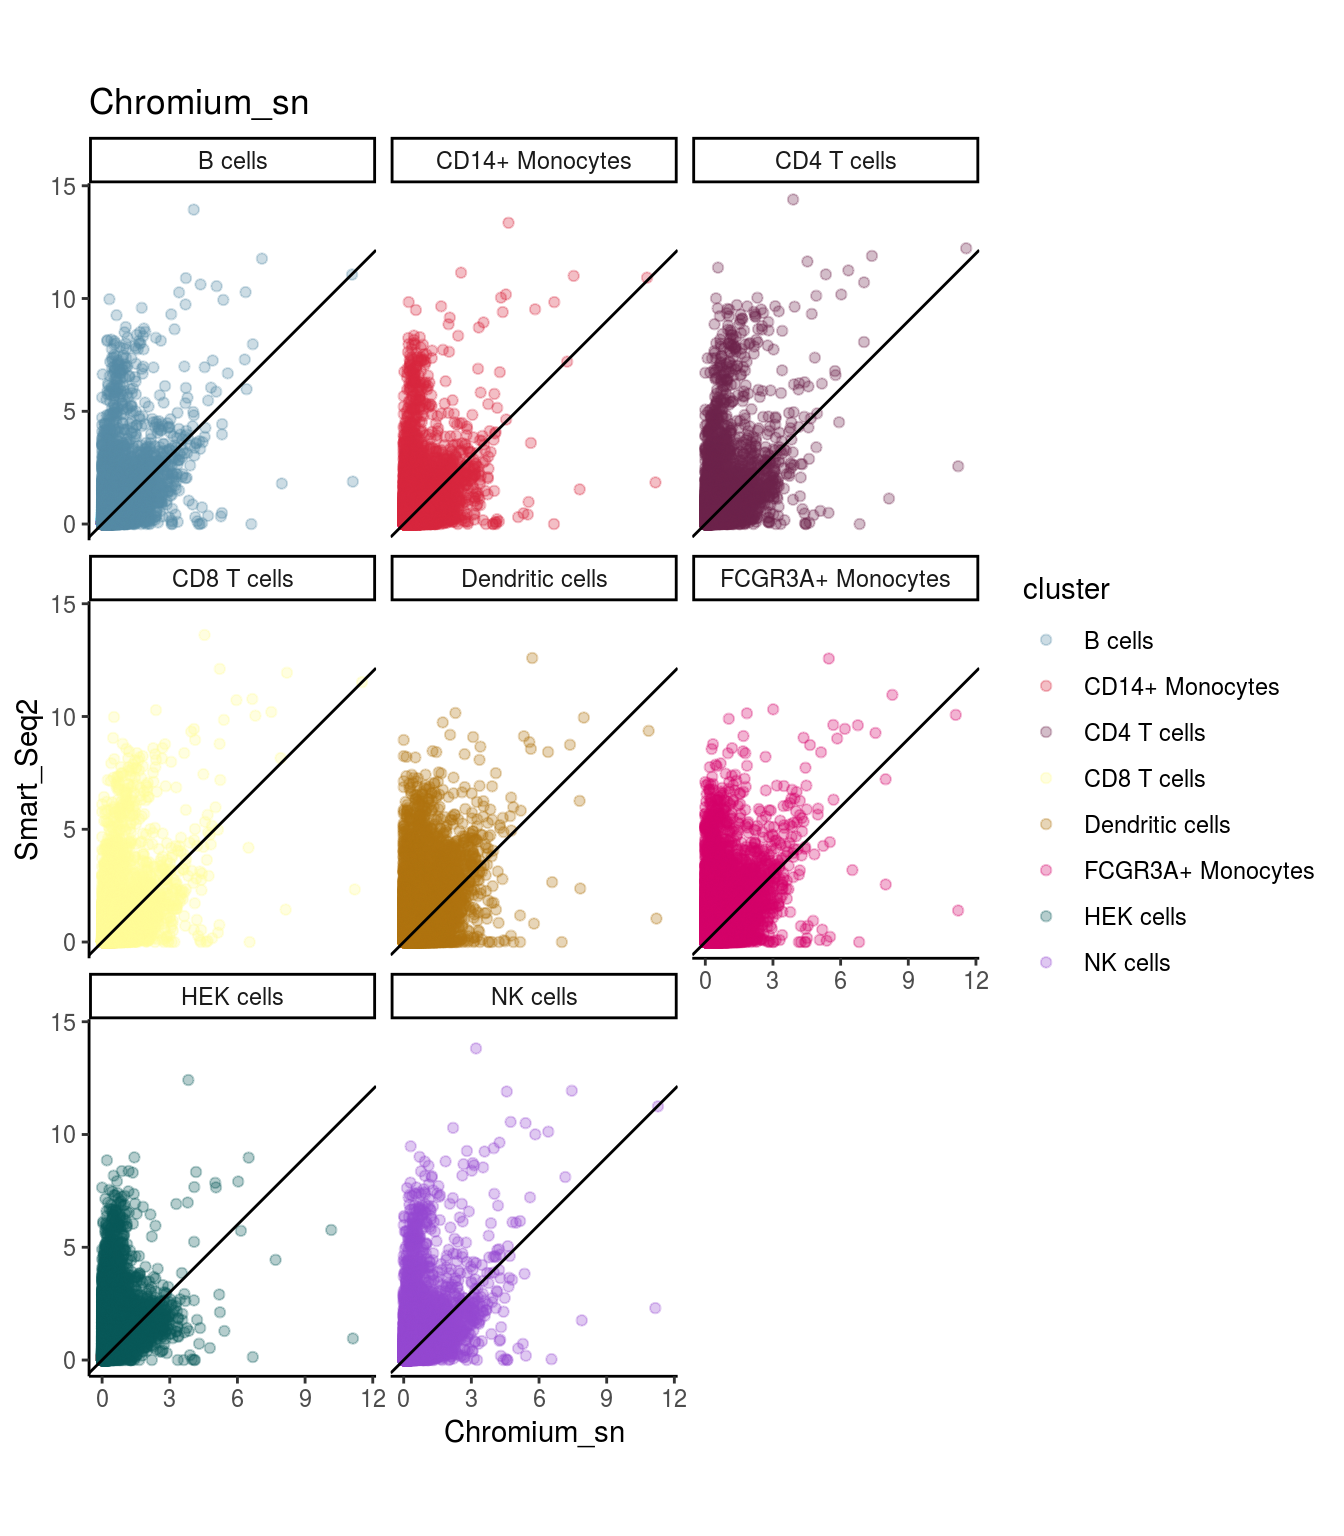 Chromium_sn
B cells
CD14+ Monocytes
CD4 T cells
15
10
5
0
CD8 T cells
Dendritic cells
FCGR3A+ Monocytes
15
10
5
0
0 3 6 9 12
HEK cells
NK cells
15
10
5
0
0 3 6 9 12
0 3 6 9 12
Chromium_sn
Smart_Seq2
cluster
B cells
CD14+ Monocytes
CD4 T cells
CD8 T cells
Dendritic cells
FCGR3A+ Monocytes
HEK cells
NK cells